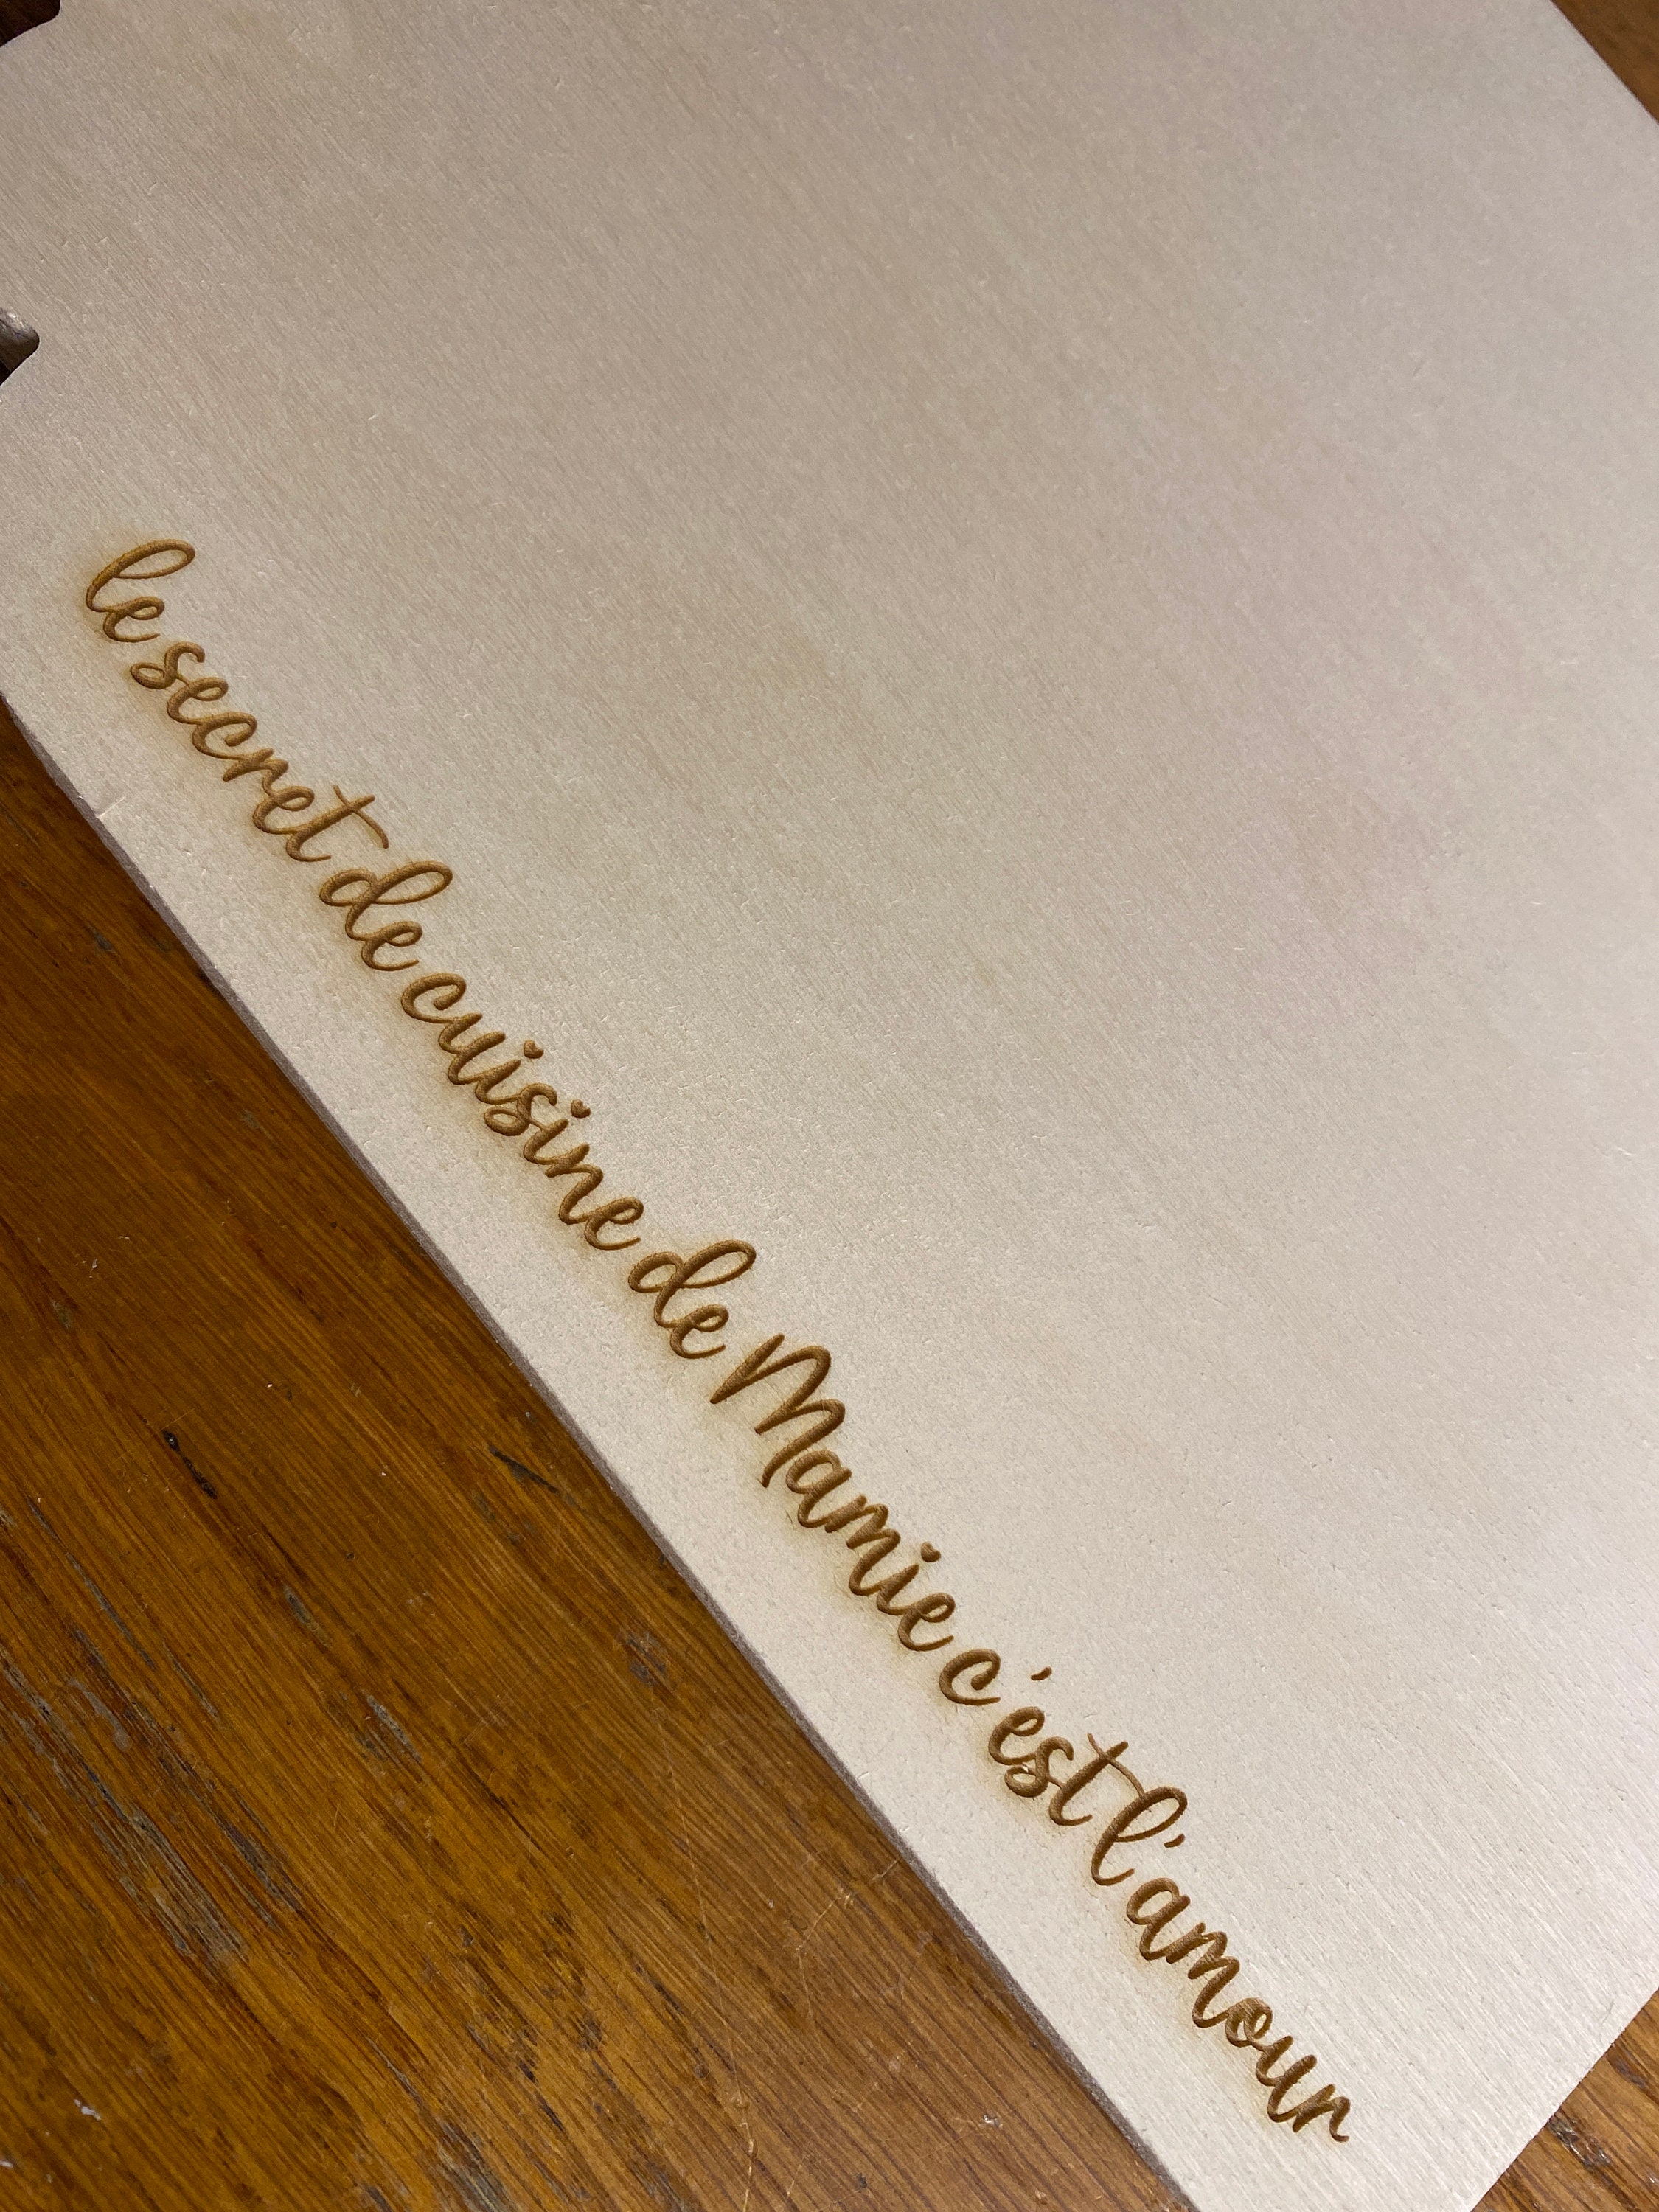 le secret de cuisine de Mamie c'est l'amour